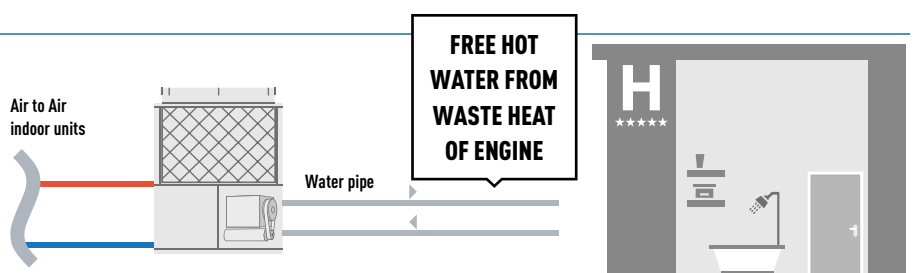 FREE HOT
WATER FROM
WASTE HEAT
OF ENGINE
Air to Air
indoor units
Water pipe
H
★★★★★